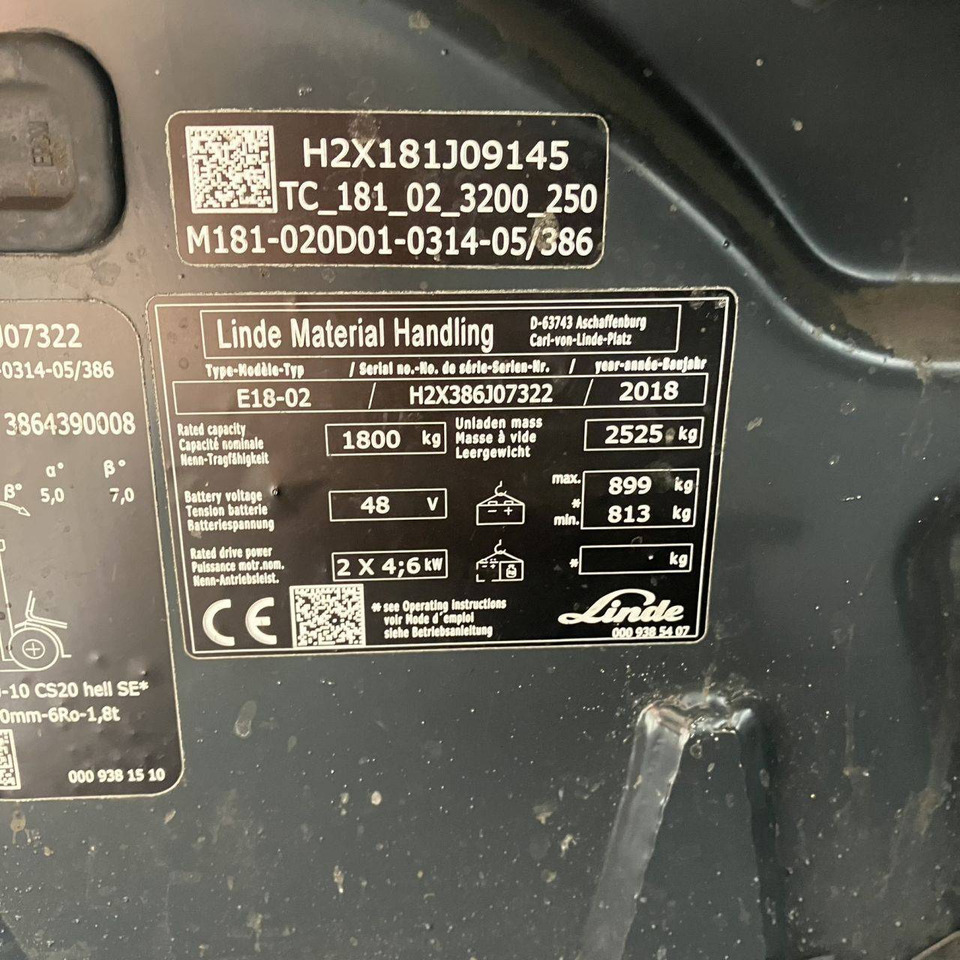 H2X181J09145
TC_181_02_3200_250
M181-020D01-0314-05/386
J07322
-0314-05/386
3864390008
α° β°
β° 5,0 7,0
-10 CS20 hell SE*
0mm-6Ro-1,8t
000 938 15 10
Linde Material Handling
D-63743 Aschaffenburg
Carl-von-Linde-Platz
Type-Modèle-Typ / Serial no.-No. de série-Serien-Nr. / year-année-Baujahr
E18-02 / H2X386J07322 / 2018
Rated capacity
Capacité nominale
Nenn-Tragfähigkeit
1800 kg
Unladen mass
Masse à vide
Leergewicht
2525 kg
Battery voltage
Tension batterie
Batteriespannung
48 V
- +
max. 899 kg
*
min. 813 kg
Rated drive power
Puissance motr.nom.
Nenn-Antriebsleist.
2 X 4;6 kW
* kg
CE
* see Operating instructions
voir Mode d'emploi
siehe Betriebsanleitung
Linde
000 938 54 07